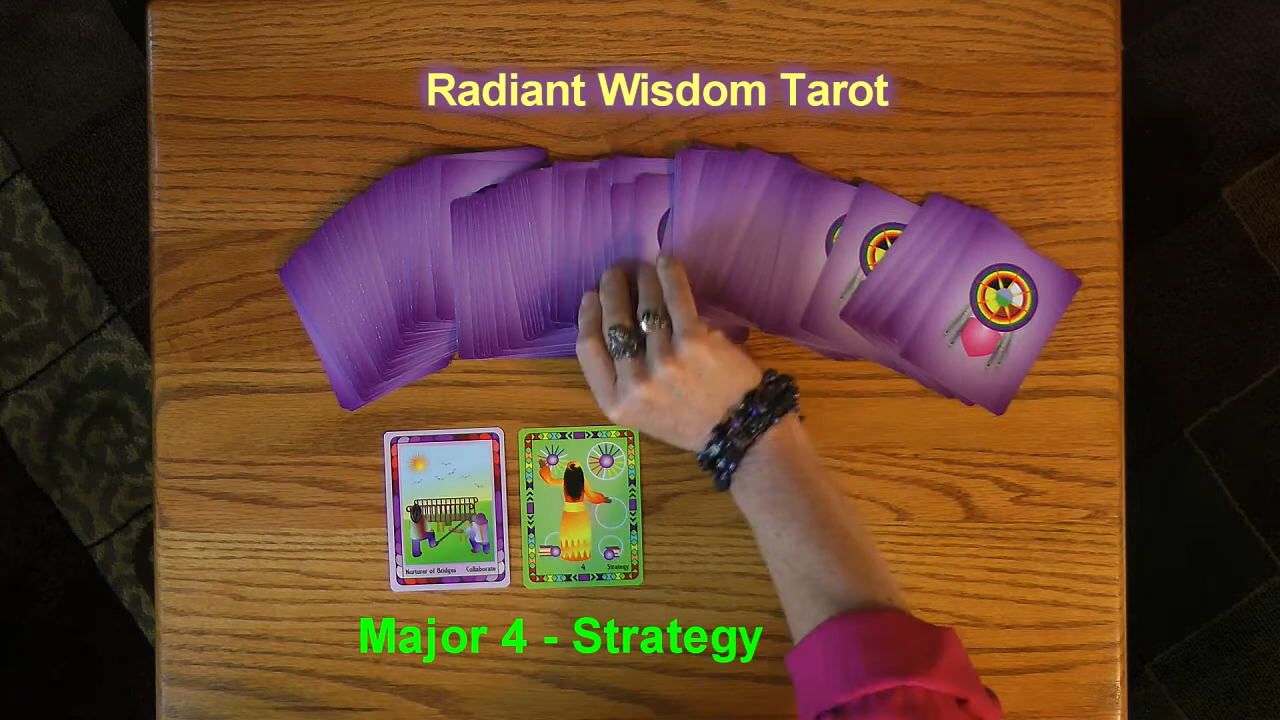 Radiant Wisdom Tarot
Nurturer of Bridges Collaborate
4 Strategy
Major 4 - Strategy